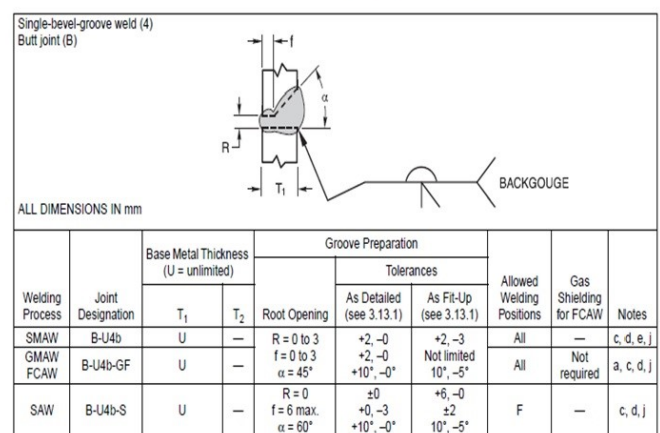 Single-bevel-groove weld (4)
Butt joint (B)
f
α
R
T1
BACKGOUGE
ALL DIMENSIONS IN mm
Base Metal Thickness
(U = unlimited)
Groove Preparation
Tolerances
Welding
Process
Joint
Designation
T1
T2
Root Opening
As Detailed
(see 3.13.1)
As Fit-Up
(see 3.13.1)
Allowed
Welding
Positions
Gas
Shielding
for FCAW
Notes
SMAW B-U4b U — R = 0 to 3 +2, –0 +2, –3 All — c, d, e, j
GMAW
FCAW
B-U4b-GF U — f = 0 to 3 +2, –0 Not limited All Not
required
a, c, d, j
α = 45° +10°, –0° 10°, –5°
SAW B-U4b-S U — R = 0 ±0 +6, –0 F — c, d, j
f = 6 max. +0, –3 ±2
α = 60° +10°, –0° 10°, –5°